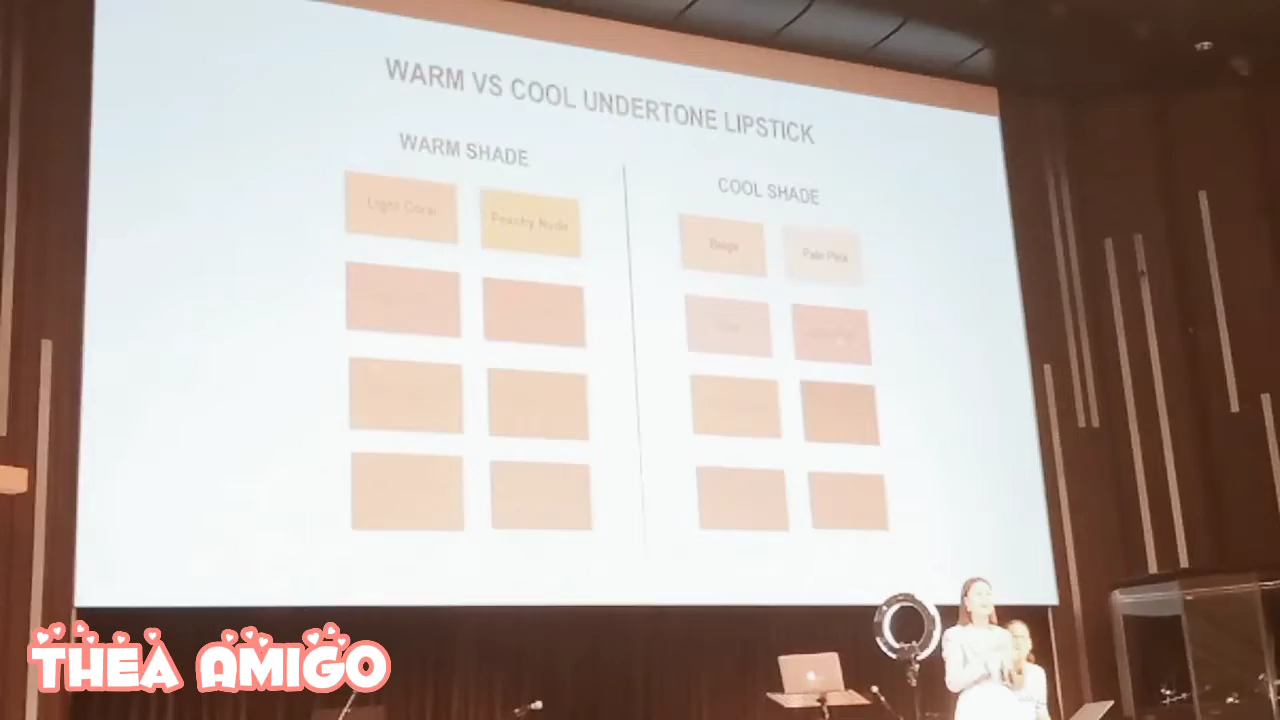 WARM VS COOL UNDERTONE LIPSTICK
WARM SHADE
COOL SHADE
Light Coral
Peachy Nude
Beige
Pale Pink
THEA AMIGO